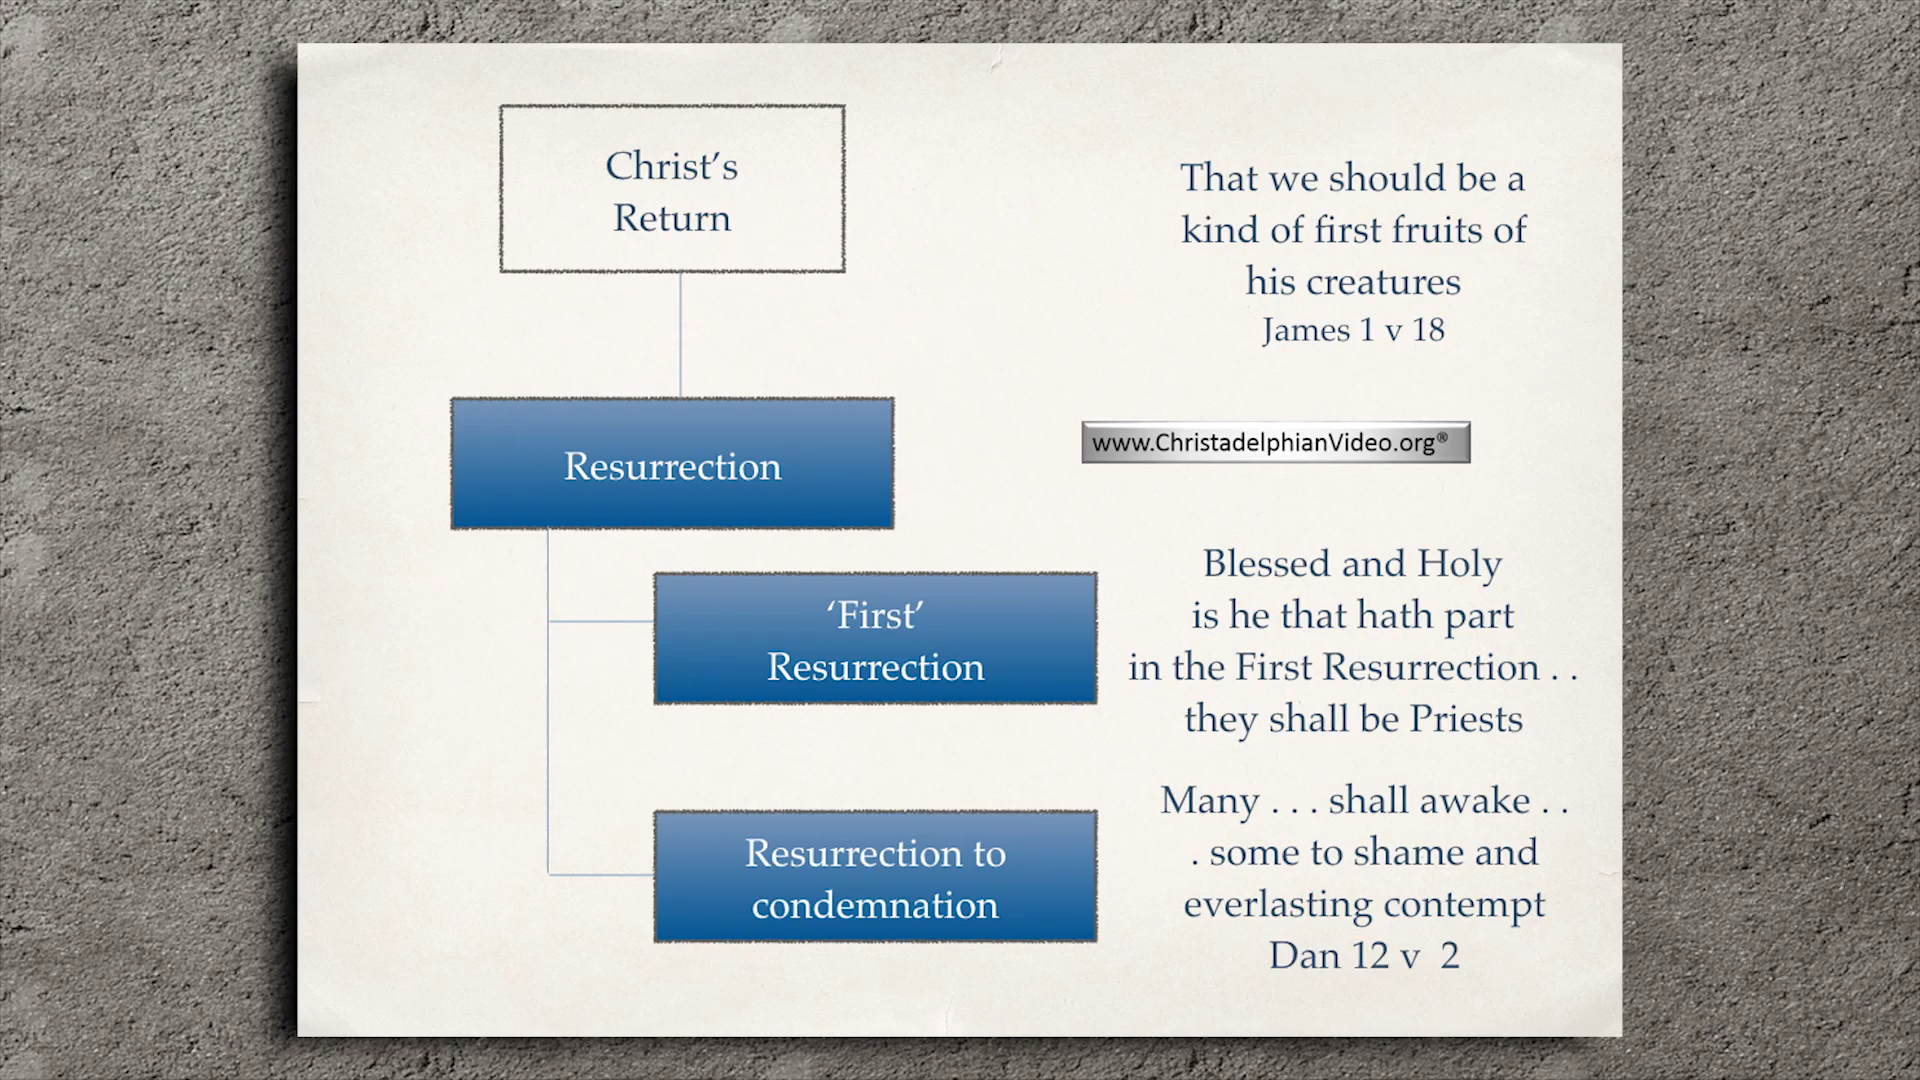 Christ's
Return
That we should be a
kind of first fruits of
his creatures
James 1 v 18
www.ChristadelphianVideo.org®
Resurrection
‘First’
Resurrection
Blessed and Holy
is he that hath part
in the First Resurrection . .
they shall be Priests
Resurrection to
condemnation
Many . . . shall awake . .
. some to shame and
everlasting contempt
Dan 12 v 2